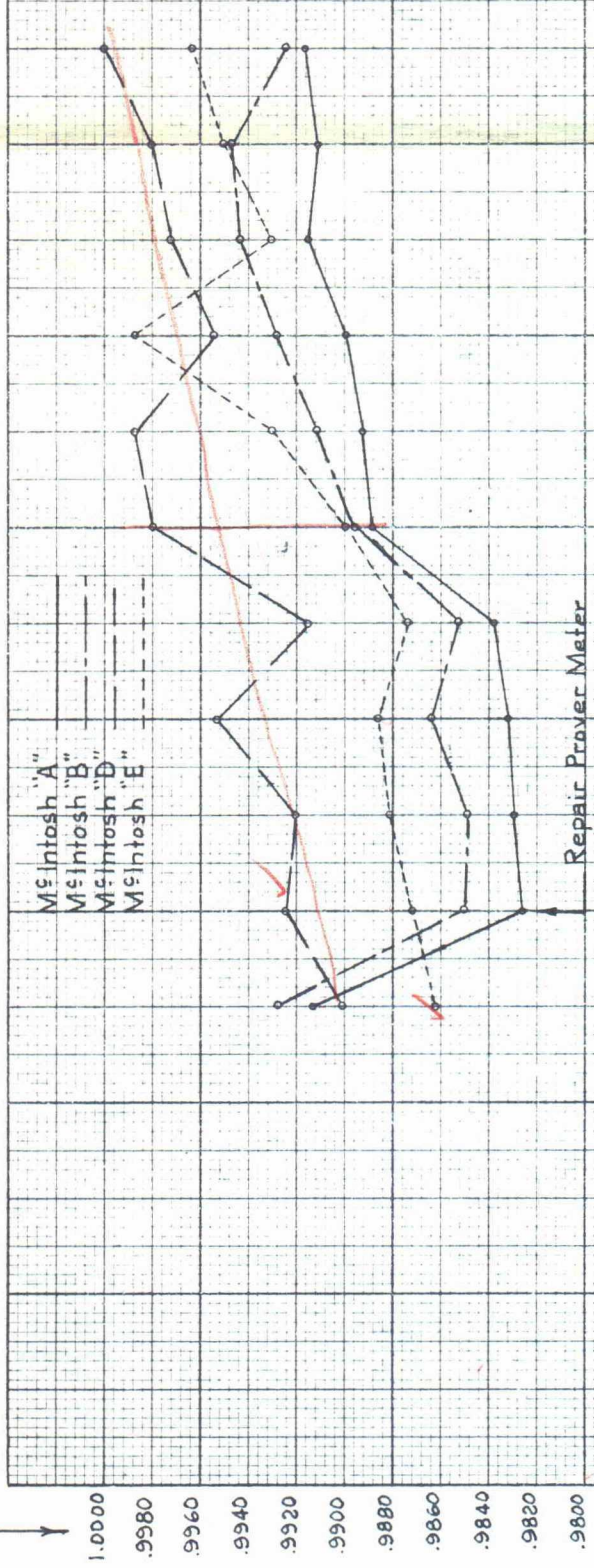 McIntosh "A"
McIntosh "B"
McIntosh "D"
McIntosh "E"
1.0000
.9980
.9960
.9940
.9920
.9900
.9880
.9860
.9840
.9820
.9800
Repair Prover Meter